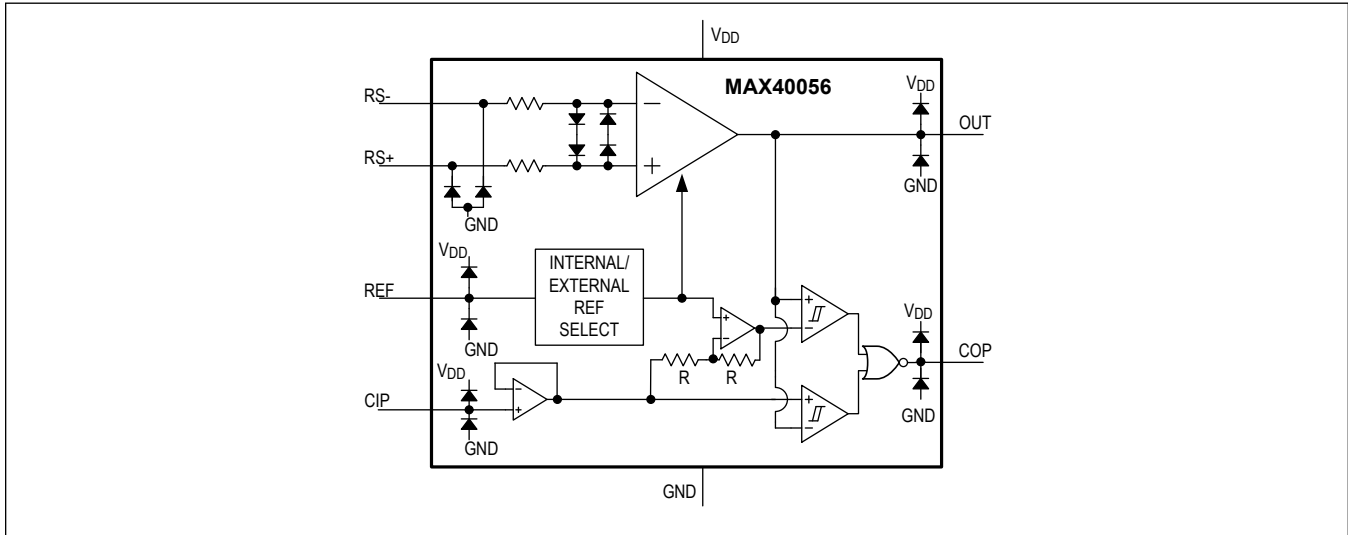 VDD
MAX40056
RS-
VDD
OUT
RS+
GND
GND
VDD
INTERNAL/
EXTERNAL
REF
SELECT
REF
+
-
+
-
VDD
GND
COP
VDD
R
R
CIP
-
+
+
-
GND
GND
GND